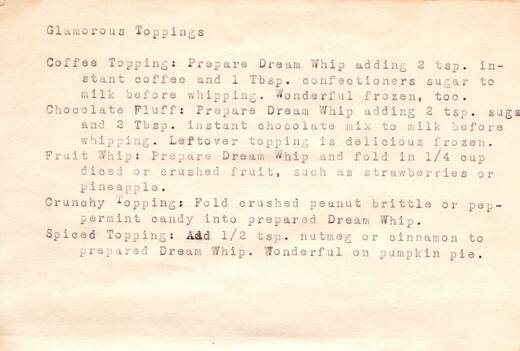 Glamorous Toppings
Coffee Topping: Prepare Dream Whip adding 2 tsp. in-
stant coffee and 1 Tbsp. confectioners sugar to
milk before whipping. Wonderful frozen, too.
Chocolate Fluff: Prepare Dream Whip adding 2 tsp. suga
and 2 Tbsp. instant chocolate mix to milk before
whipping. Leftover topping is delicious frozen.
Fruit Whip: Prepare Dream Whip and fold in 1/4 cup
diced or crushed fruit, such as strawberries or
pineapple.
Crunchy Topping: Fold crushed peanut brittle or pep-
permint candy into prepared Dream Whip.
Spiced Topping: Add 1/2 tsp. nutmeg or cinnamon to
prepared Dream Whip. Wonderful on pumpkin pie.